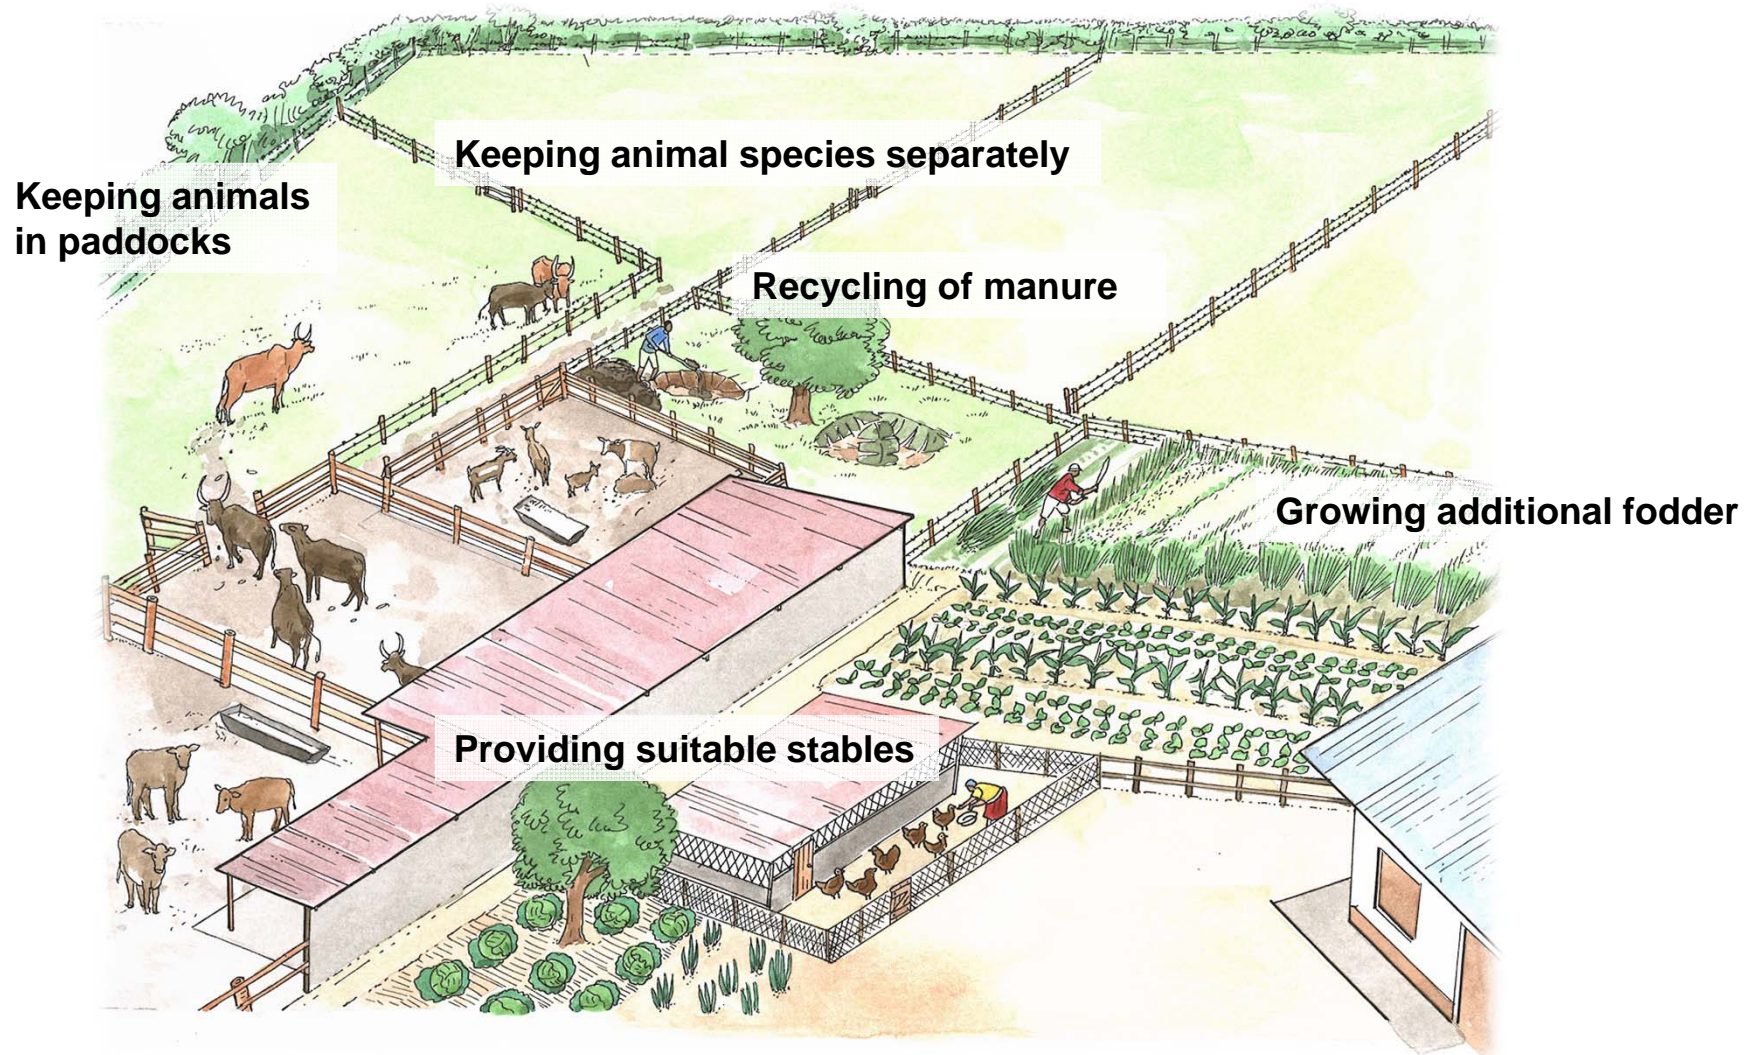 Keeping animal species separately
Keeping animals
in paddocks
Recycling of manure
Growing additional fodder
Providing suitable stables